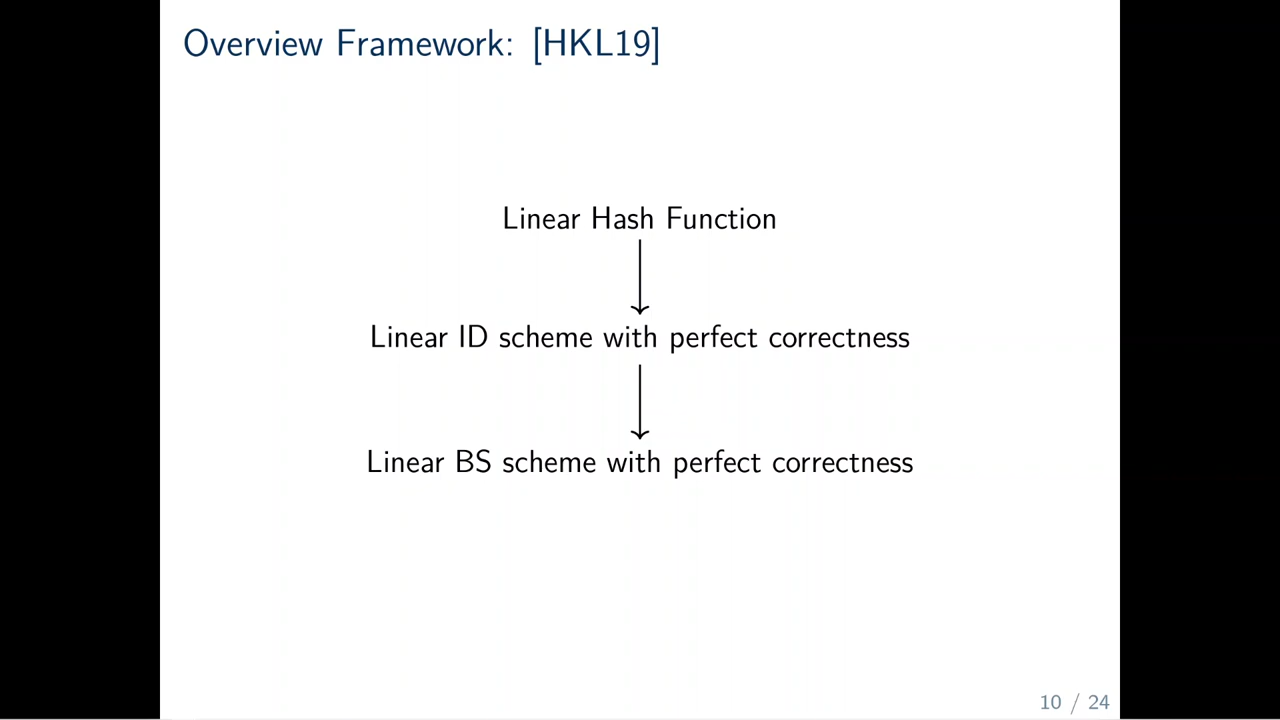 Overview Framework: [HKL19]
Linear Hash Function
Linear ID scheme with perfect correctness
Linear BS scheme with perfect correctness
10 / 24